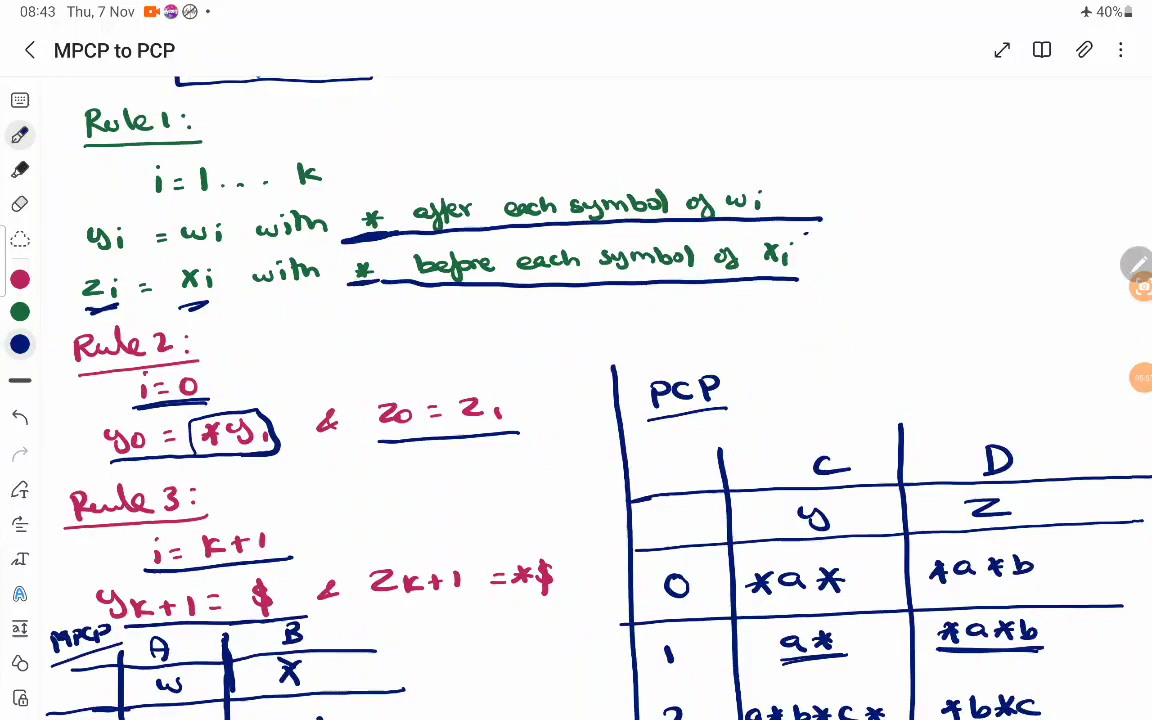 08:43 Thu, 7 Nov
40%
MPCP to PCP
Rule 1:
i = 1 . . . k
yi = wi with * after each symbol of wi
zi = xi with * before each symbol of xi
Rule 2:
i = 0
y0 = *y1 & z0 = z1
Rule 3:
i = k+1
yk+1 = $ & zk+1 = *$
MPCP A B
w x
PCP
C D
y z
0 *a* *a*b
1 a* *a*b
2 a*b*c* *b*c